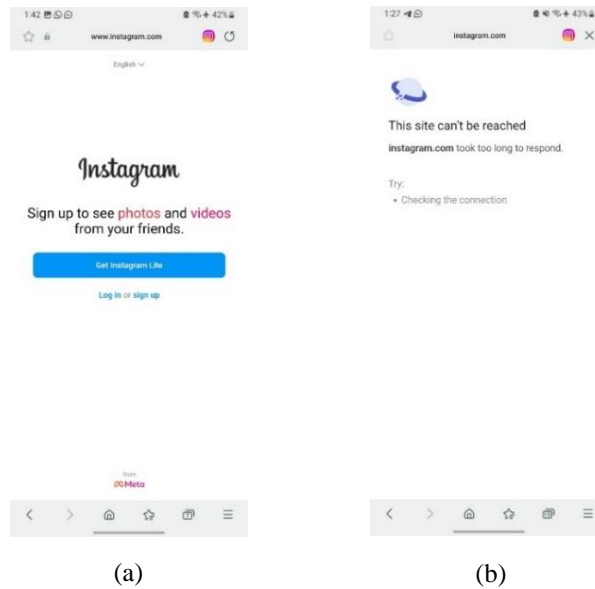 1:42
42%
www.instagram.com
English
Instagram
Sign up to see photos and videos
from your friends.
Get Instagram Lite
Log in or sign up
from
Meta
(a)
1:27
43%
instagram.com
This site can't be reached
instagram.com took too long to respond.
Try:
• Checking the connection
(b)